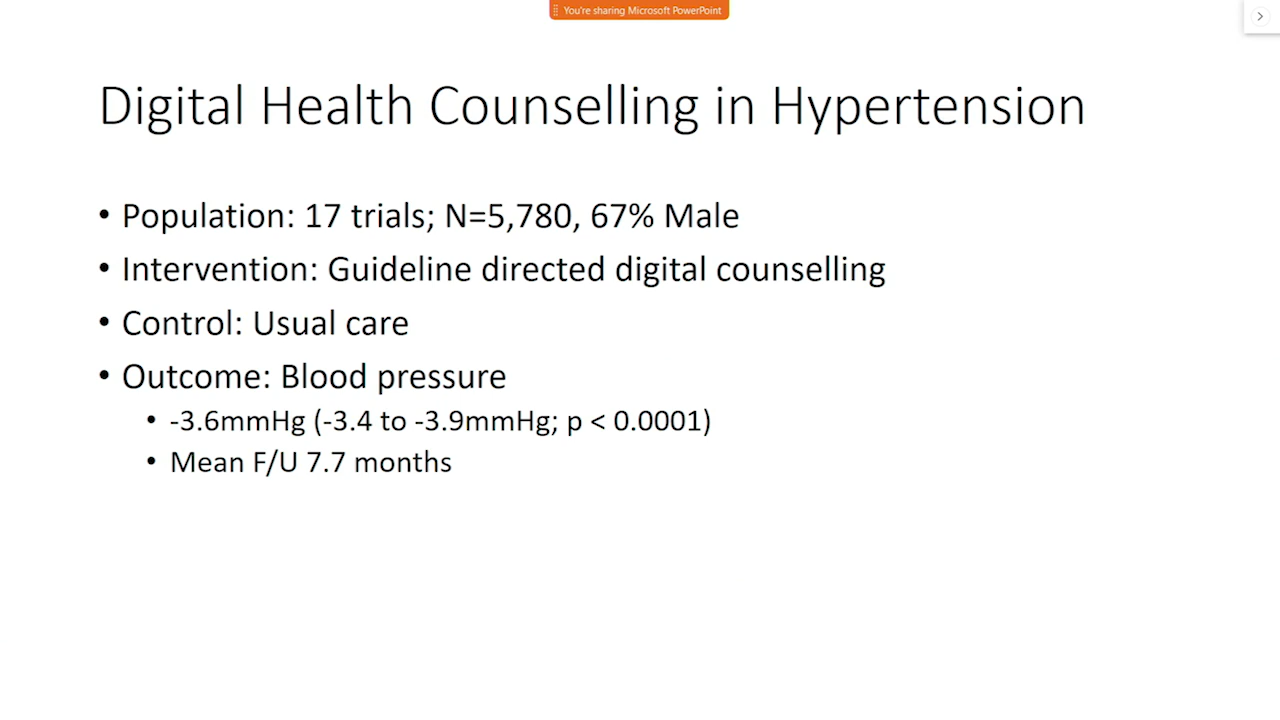 You're sharing Microsoft PowerPoint
Digital Health Counselling in Hypertension
• Population: 17 trials; N=5,780, 67% Male
• Intervention: Guideline directed digital counselling
• Control: Usual care
• Outcome: Blood pressure
• -3.6mmHg (-3.4 to -3.9mmHg; p < 0.0001)
• Mean F/U 7.7 months